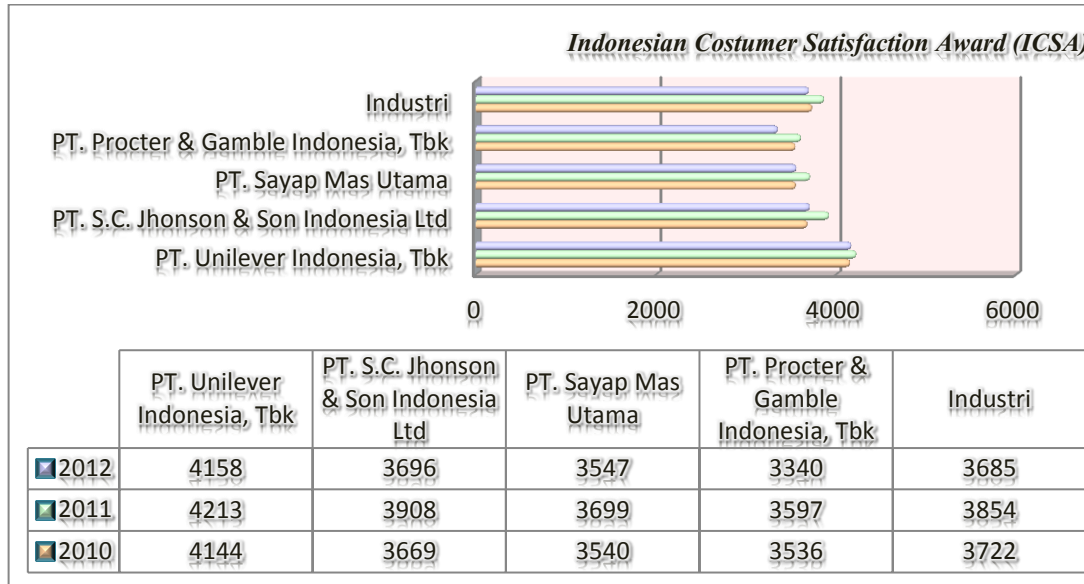 Indonesian Costumer Satisfaction Award (ICSA)
Industri
PT. Procter & Gamble Indonesia, Tbk
PT. Sayap Mas Utama
PT. S.C. Jhonson & Son Indonesia Ltd
PT. Unilever Indonesia, Tbk
0 2000 4000 6000
PT. Unilever
Indonesia, Tbk
PT. S.C. Jhonson
& Son Indonesia
Ltd
PT. Sayap Mas
Utama
PT. Procter &
Gamble
Indonesia, Tbk
Industri
2012 4158 3696 3547 3340 3685
2011 4213 3908 3699 3597 3854
2010 4144 3669 3540 3536 3722